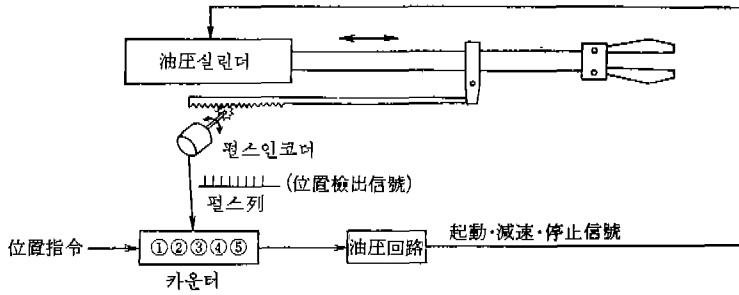 油圧실린더
펄스인코더
(位置檢出信號)
펄스列
位置指令
①②③④⑤
油圧回路
起動·減速·停止信號
카운터